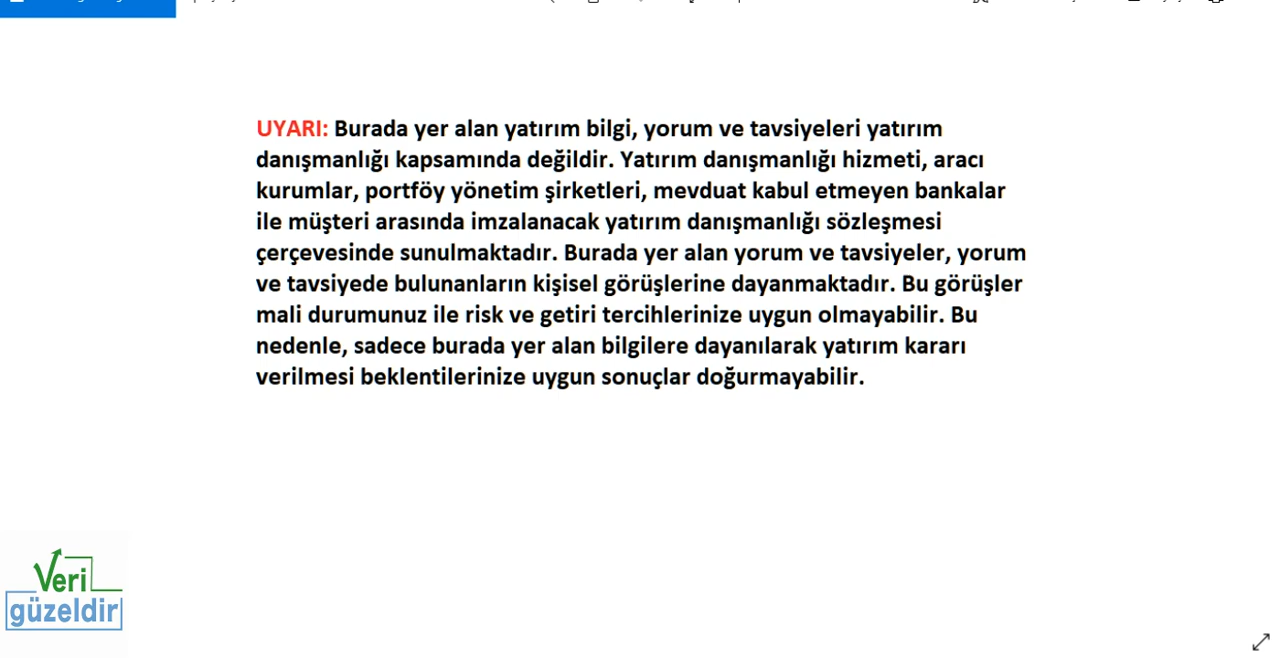 UYARI: Burada yer alan yatırım bilgi, yorum ve tavsiyeleri yatırım
danışmanlığı kapsamında değildir. Yatırım danışmanlığı hizmeti, aracı
kurumlar, portföy yönetim şirketleri, mevduat kabul etmeyen bankalar
ile müşteri arasında imzalanacak yatırım danışmanlığı sözleşmesi
çerçevesinde sunulmaktadır. Burada yer alan yorum ve tavsiyeler, yorum
ve tavsiyede bulunanların kişisel görüşlerine dayanmaktadır. Bu görüşler
mali durumunuz ile risk ve getiri tercihlerinize uygun olmayabilir. Bu
nedenle, sadece burada yer alan bilgilere dayanılarak yatırım kararı
verilmesi beklentilerinize uygun sonuçlar doğurmayabilir.
Veri
güzeldir